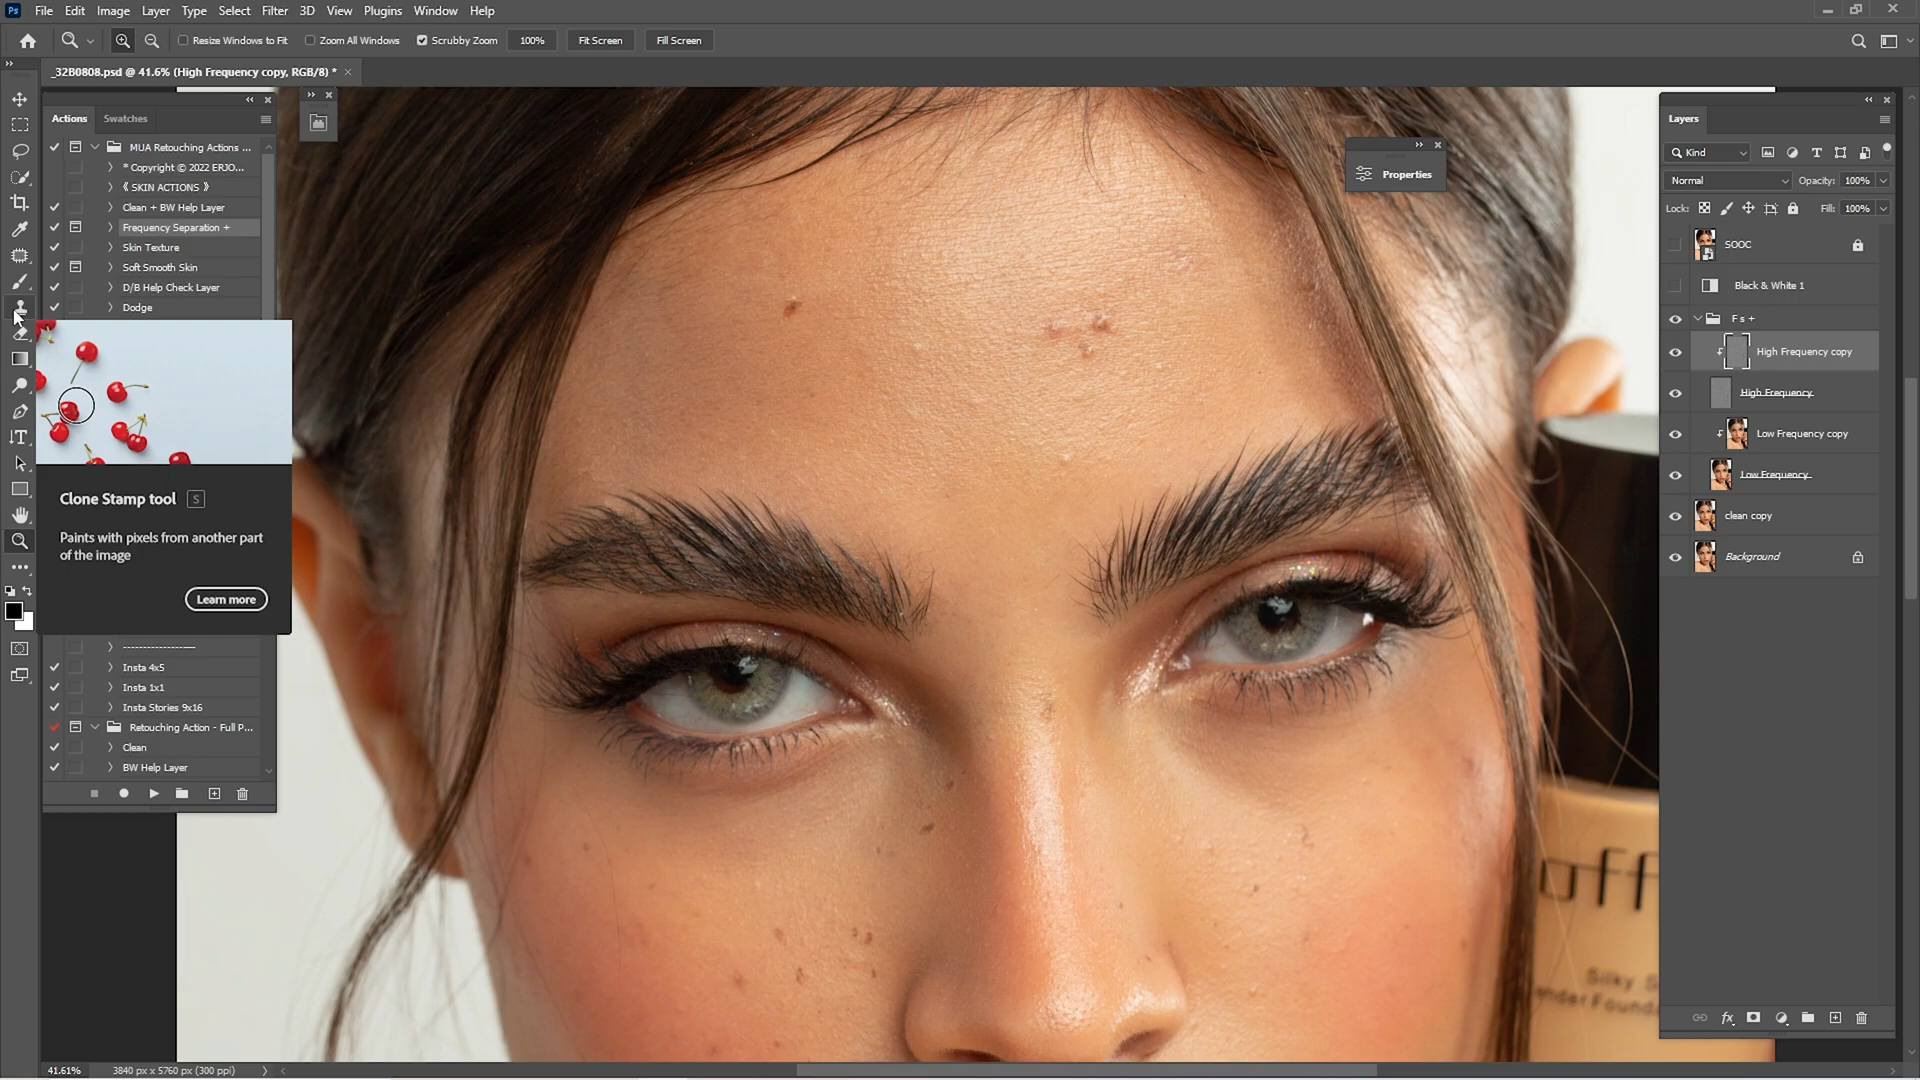 Ps File Edit Image Layer Type Select Filter 3D View Plugins Window Help
Resize Windows to Fit Zoom All Windows Scrubby Zoom 100% Fit Screen Fill Screen
_32B0808.psd @ 41.6% (High Frequency copy, RGB/8) *
Actions Swatches
MUA Retouching Actions ...
* Copyright © 2022 ERJO...
《 SKIN ACTIONS 》
Clean + BW Help Layer
Frequency Separation +
Skin Texture
Soft Smooth Skin
D/B Help Check Layer
Dodge
Clone Stamp tool S
Paints with pixels from another part
of the image
Learn more
Insta 4x5
Insta 1x1
Insta Stories 9x16
Retouching Action - Full P...
Clean
BW Help Layer
Properties
Layers
Kind
Normal Opacity: 100%
Lock: Fill: 100%
SOOC
Black & White 1
F s +
High Frequency copy
High Frequency
Low Frequency copy
Low Frequency
clean copy
Background
off
Silky S
41.61% 3840 px x 5760 px (300 ppi)